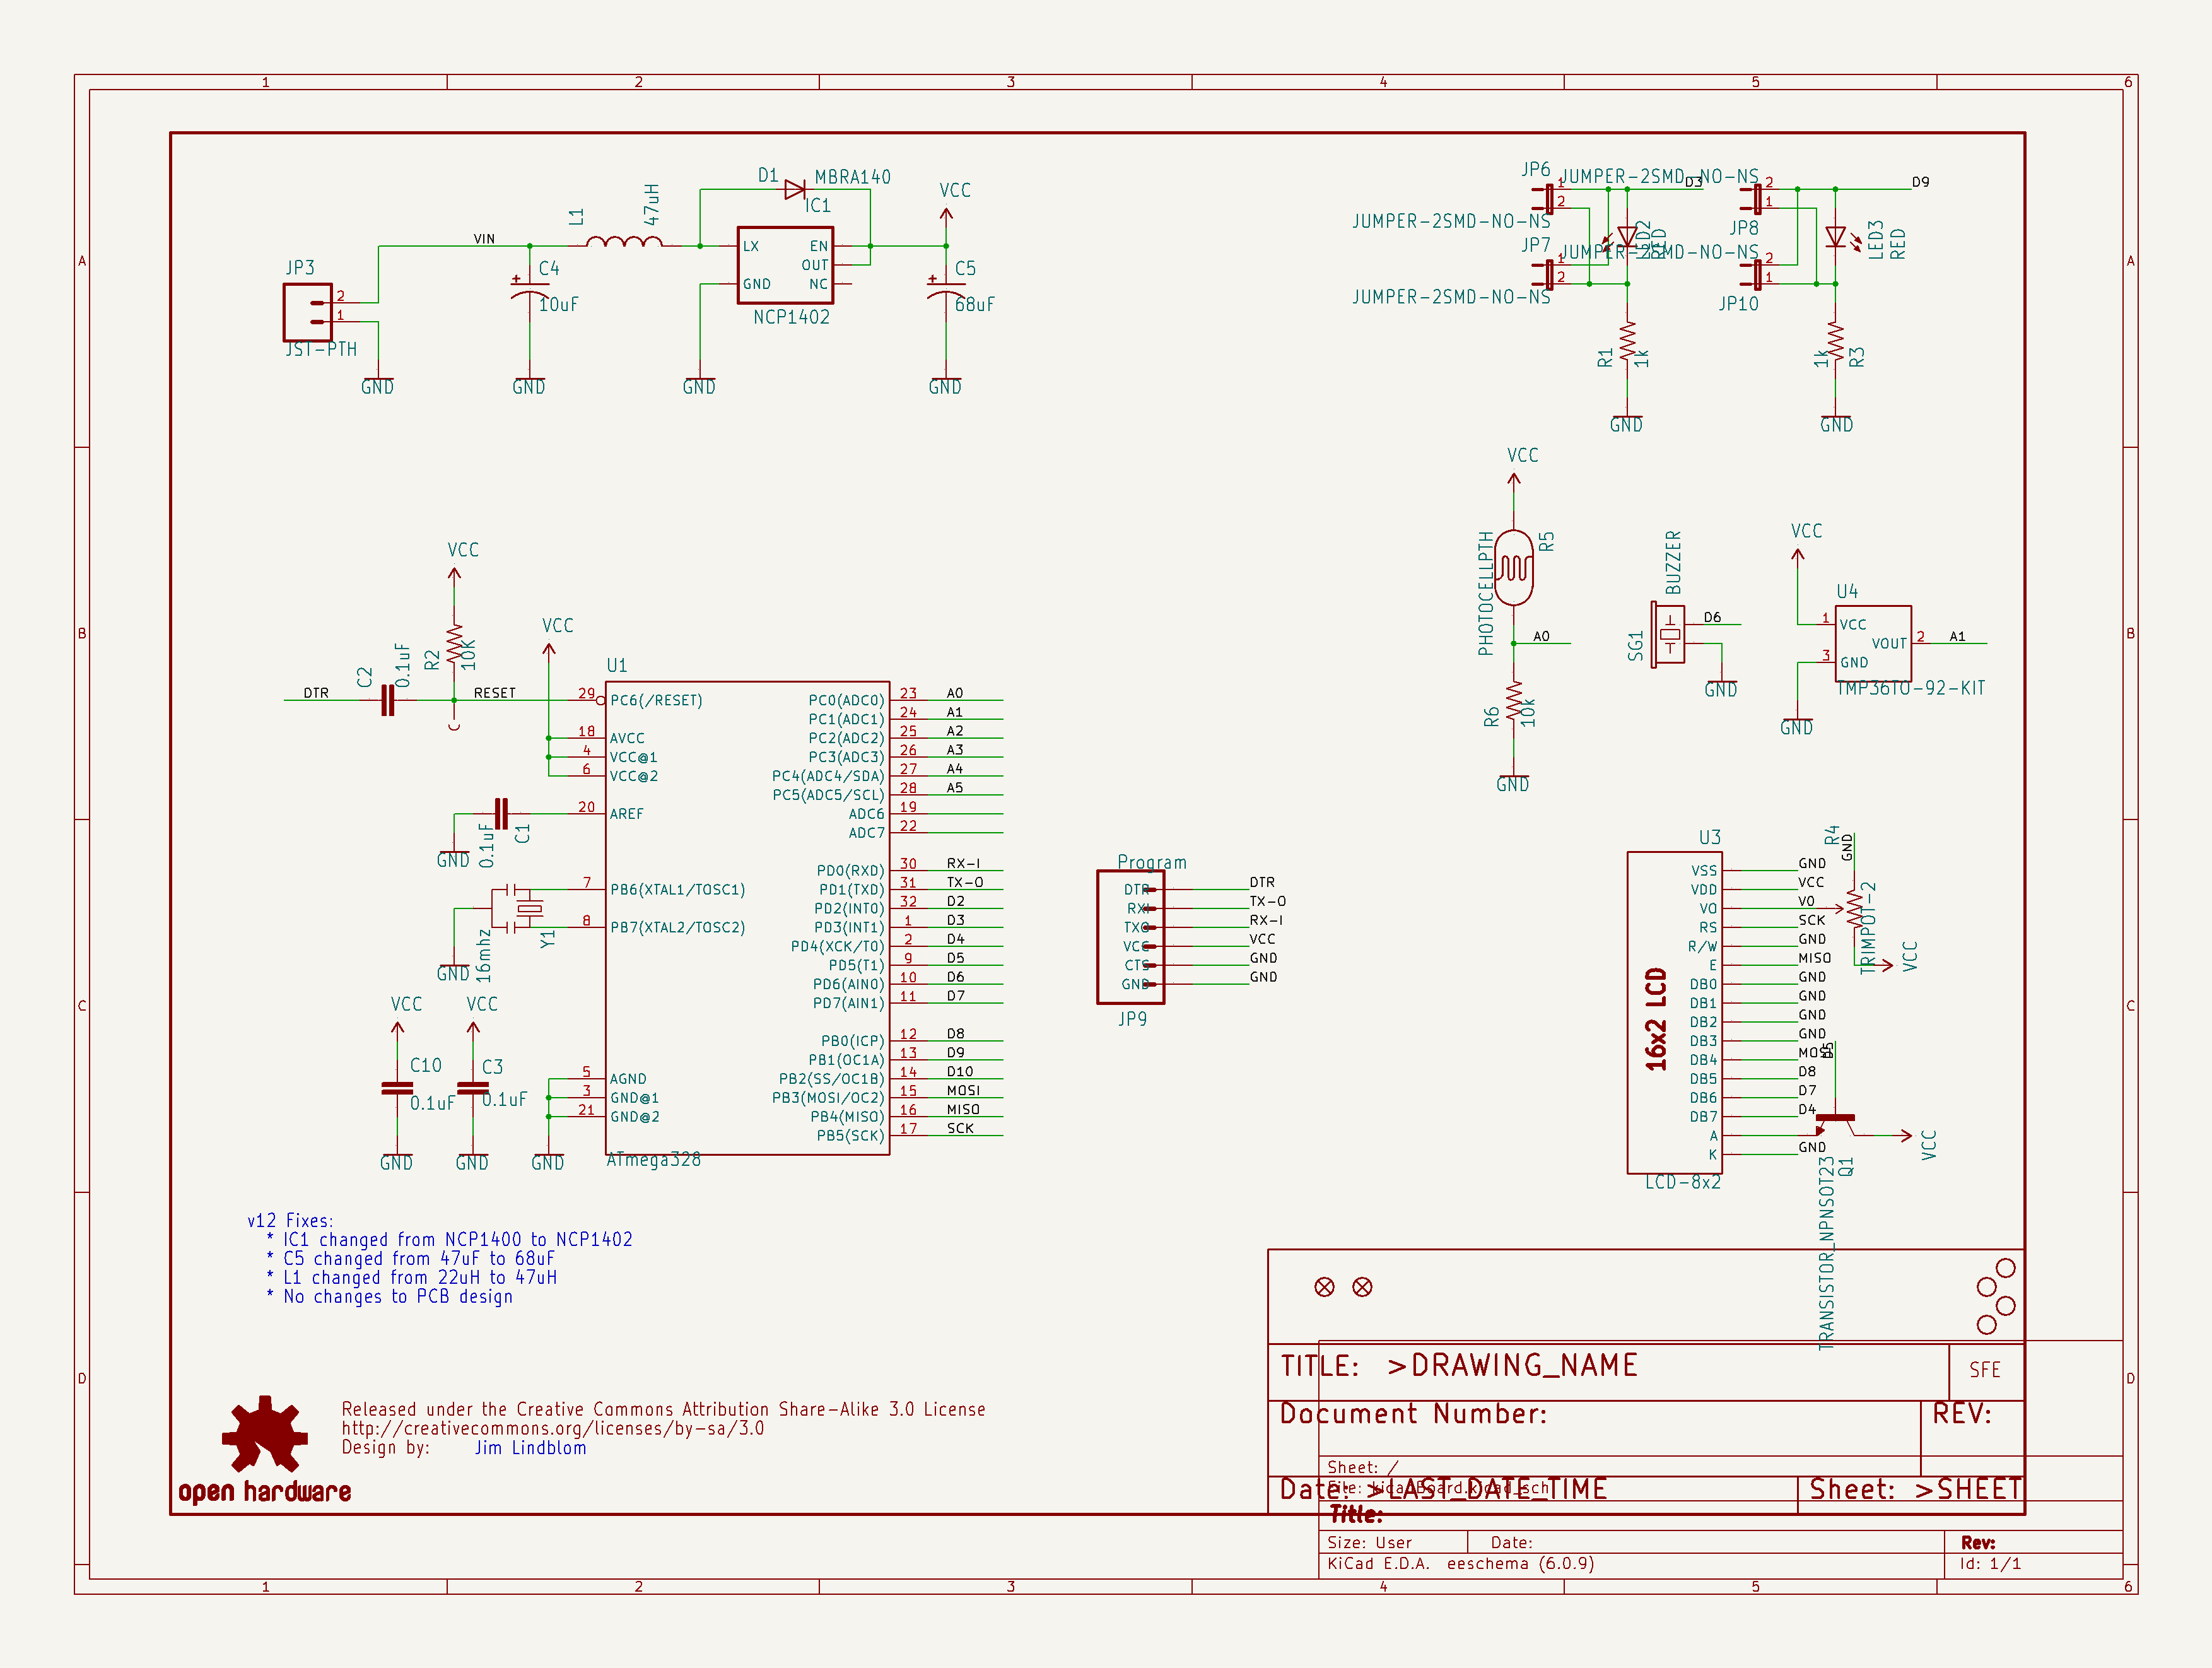 1 2 3 4 5 6
A
B
C
D
A
B
C
D
1 2 3 4 5 6
JP3
2
1
JST-PTH
GND
VIN
C4
10uF
GND
L1
47uH
D1
MBRA140
IC1
LX
GND
EN
OUT
NC
NCP1402
GND
VCC
C5
68uF
GND
JP6
JUMPER-2SMD-NO-NS
1
2
D3
JUMPER-2SMD-NO-NS
JP7
JUMPER-2SMD-NO-NS
1
2
JUMPER-2SMD-NO-NS
LED2
RED
R1
1k
GND
2
1
D9
JP8
2
1
JP10
LED3
RED
1k
R3
GND
VCC
PHOTOCELLPTH
R5
A0
R6
10k
GND
BUZZER
SG1
D6
GND
VCC
U4
1
VCC
VOUT
2
A1
3
GND
TMP36TO-92-KIT
GND
VCC
R2
10K
C2
0.1uF
DTR
RESET
VCC
U1
29 PC6(/RESET)
18 AVCC
4 VCC@1
6 VCC@2
20 AREF
7 PB6(XTAL1/TOSC1)
8 PB7(XTAL2/TOSC2)
5 AGND
3 GND@1
21 GND@2
PC0(ADC0) 23 A0
PC1(ADC1) 24 A1
PC2(ADC2) 25 A2
PC3(ADC3) 26 A3
PC4(ADC4/SDA) 27 A4
PC5(ADC5/SCL) 28 A5
ADC6 19
ADC7 22
PD0(RXD) 30 RX-I
PD1(TXD) 31 TX-O
PD2(INT0) 32 D2
PD3(INT1) 1 D3
PD4(XCK/T0) 2 D4
PD5(T1) 9 D5
PD6(AIN0) 10 D6
PD7(AIN1) 11 D7
PB0(ICP) 12 D8
PB1(OC1A) 13 D9
PB2(SS/OC1B) 14 D10
PB3(MOSI/OC2) 15 MOSI
PB4(MISO) 16 MISO
PB5(SCK) 17 SCK
ATmega328
GND
0.1uF
C1
GND
16mhz
Y1
VCC
C10
0.1uF
GND
VCC
C3
0.1uF
GND
GND
Program
DTR DTR
RXI TX-O
TXO RX-I
VCC VCC
CTS GND
GND GND
JP9
U3
16x2 LCD
VSS GND
VDD VCC
VO VO
RS SCK
R/W GND
E MISO
DB0 GND
DB1 GND
DB2 GND
DB3 GND
DB4 MOSI
DB5 D8
DB6 D7
DB7 D4
A
K GND
LCD-8x2
R4
GND
TRIMPOT-2
VCC
D5
VCC
Q1
TRANSISTOR_NPNSOT23
v12 Fixes:
* IC1 changed from NCP1400 to NCP1402
* C5 changed from 47uF to 68uF
* L1 changed from 22uH to 47uH
* No changes to PCB design
Released under the Creative Commons Attribution Share-Alike 3.0 License
http://creativecommons.org/licenses/by-sa/3.0
Design by: Jim Lindblom
open hardware
TITLE: >DRAWING_NAME
SFE
Document Number:
REV:
Date: >LAST_DATE_TIME
Sheet: >SHEET
Sheet: /
File: kicadBoard.kicad_sch
Title:
Size: User
Date:
Rev:
KiCad E.D.A. eeschema (6.0.9)
Id: 1/1